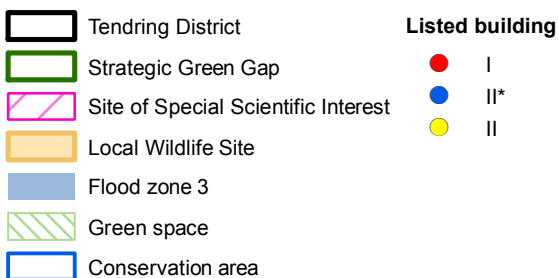 Tendring District
Strategic Green Gap
Site of Special Scientific Interest
Local Wildlife Site
Flood zone 3
Green space
Conservation area
Listed building
I
II*
II